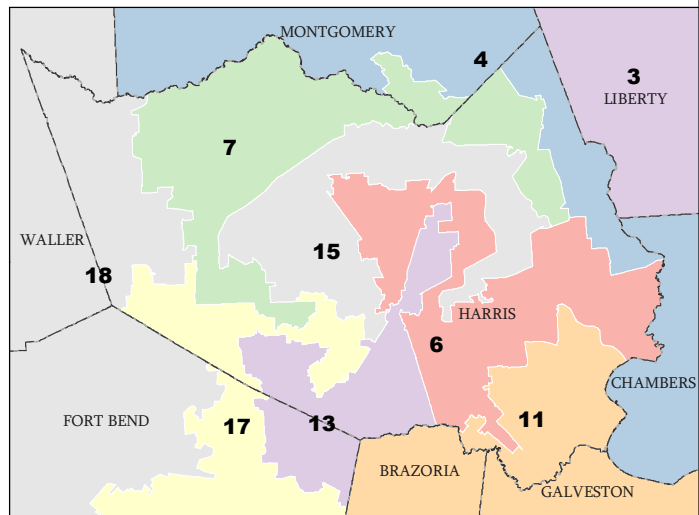 MONTGOMERY
4
3
LIBERTY
7
WALLER
15
18
HARRIS
6
CHAMBERS
FORT BEND
17
13
11
BRAZORIA
GALVESTON